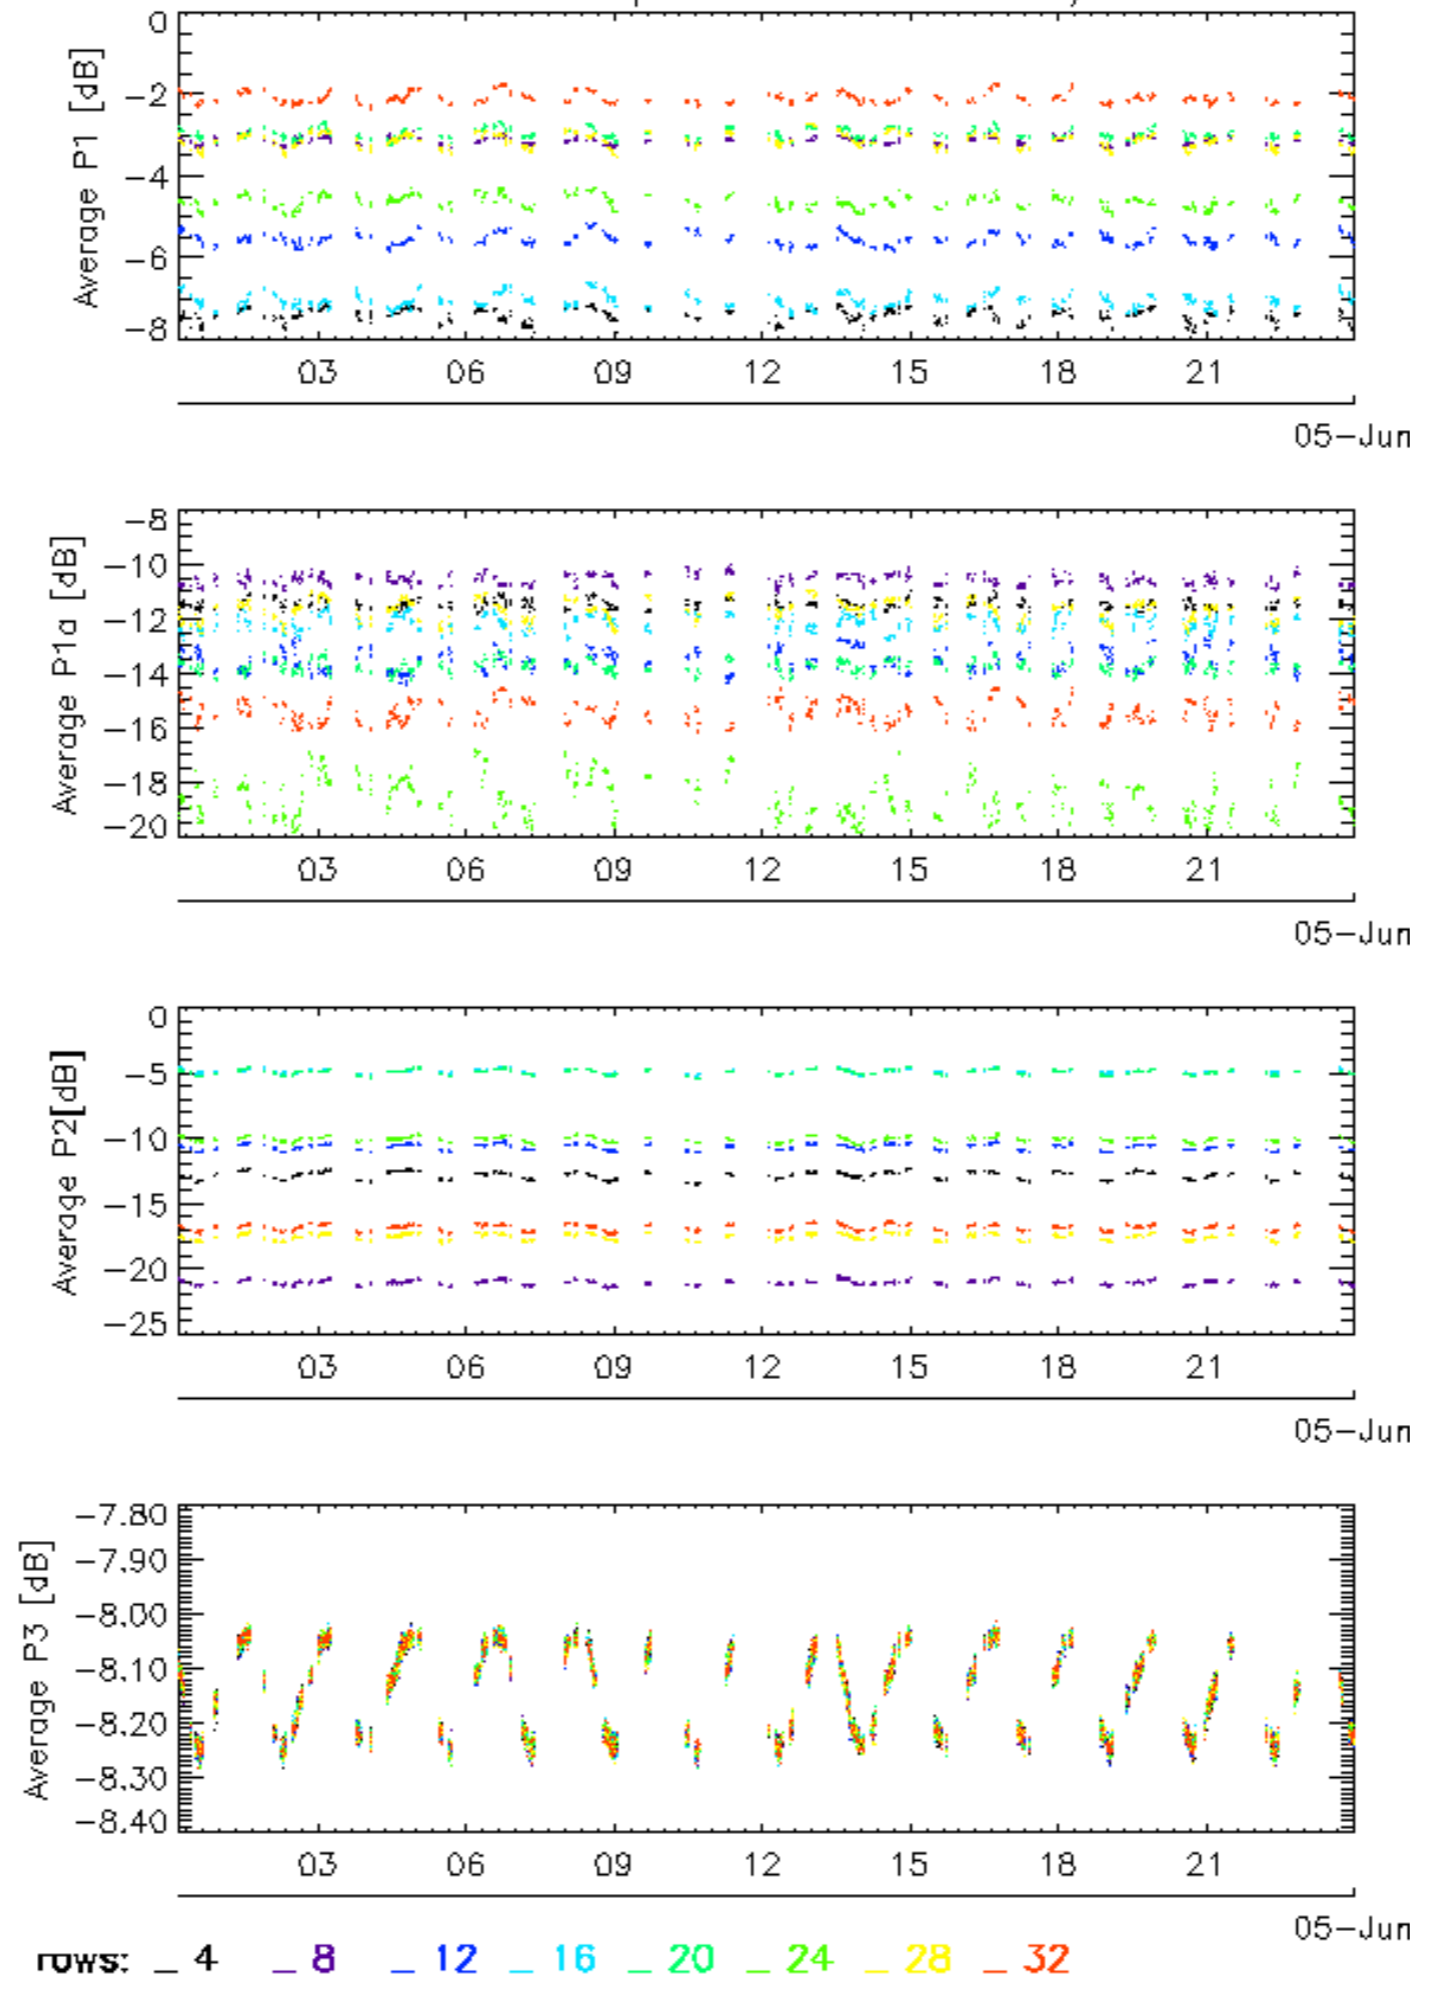 0
-2
-4
-6
-8
Average P1 [dB]
03 06 09 12 15 18 21
05-Jun
-8
-10
-12
-14
-16
-18
-20
Average P1a [dB]
03 06 09 12 15 18 21
05-Jun
0
-5
-10
-15
-20
-25
Average P2[dB]
03 06 09 12 15 18 21
05-Jun
-7.80
-7.90
-8.00
-8.10
-8.20
-8.30
-8.40
Average P3 [dB]
03 06 09 12 15 18 21
05-Jun
rows: _ 4 _ 8 _ 12 _ 16 _ 20 _ 24 _ 28 _ 32